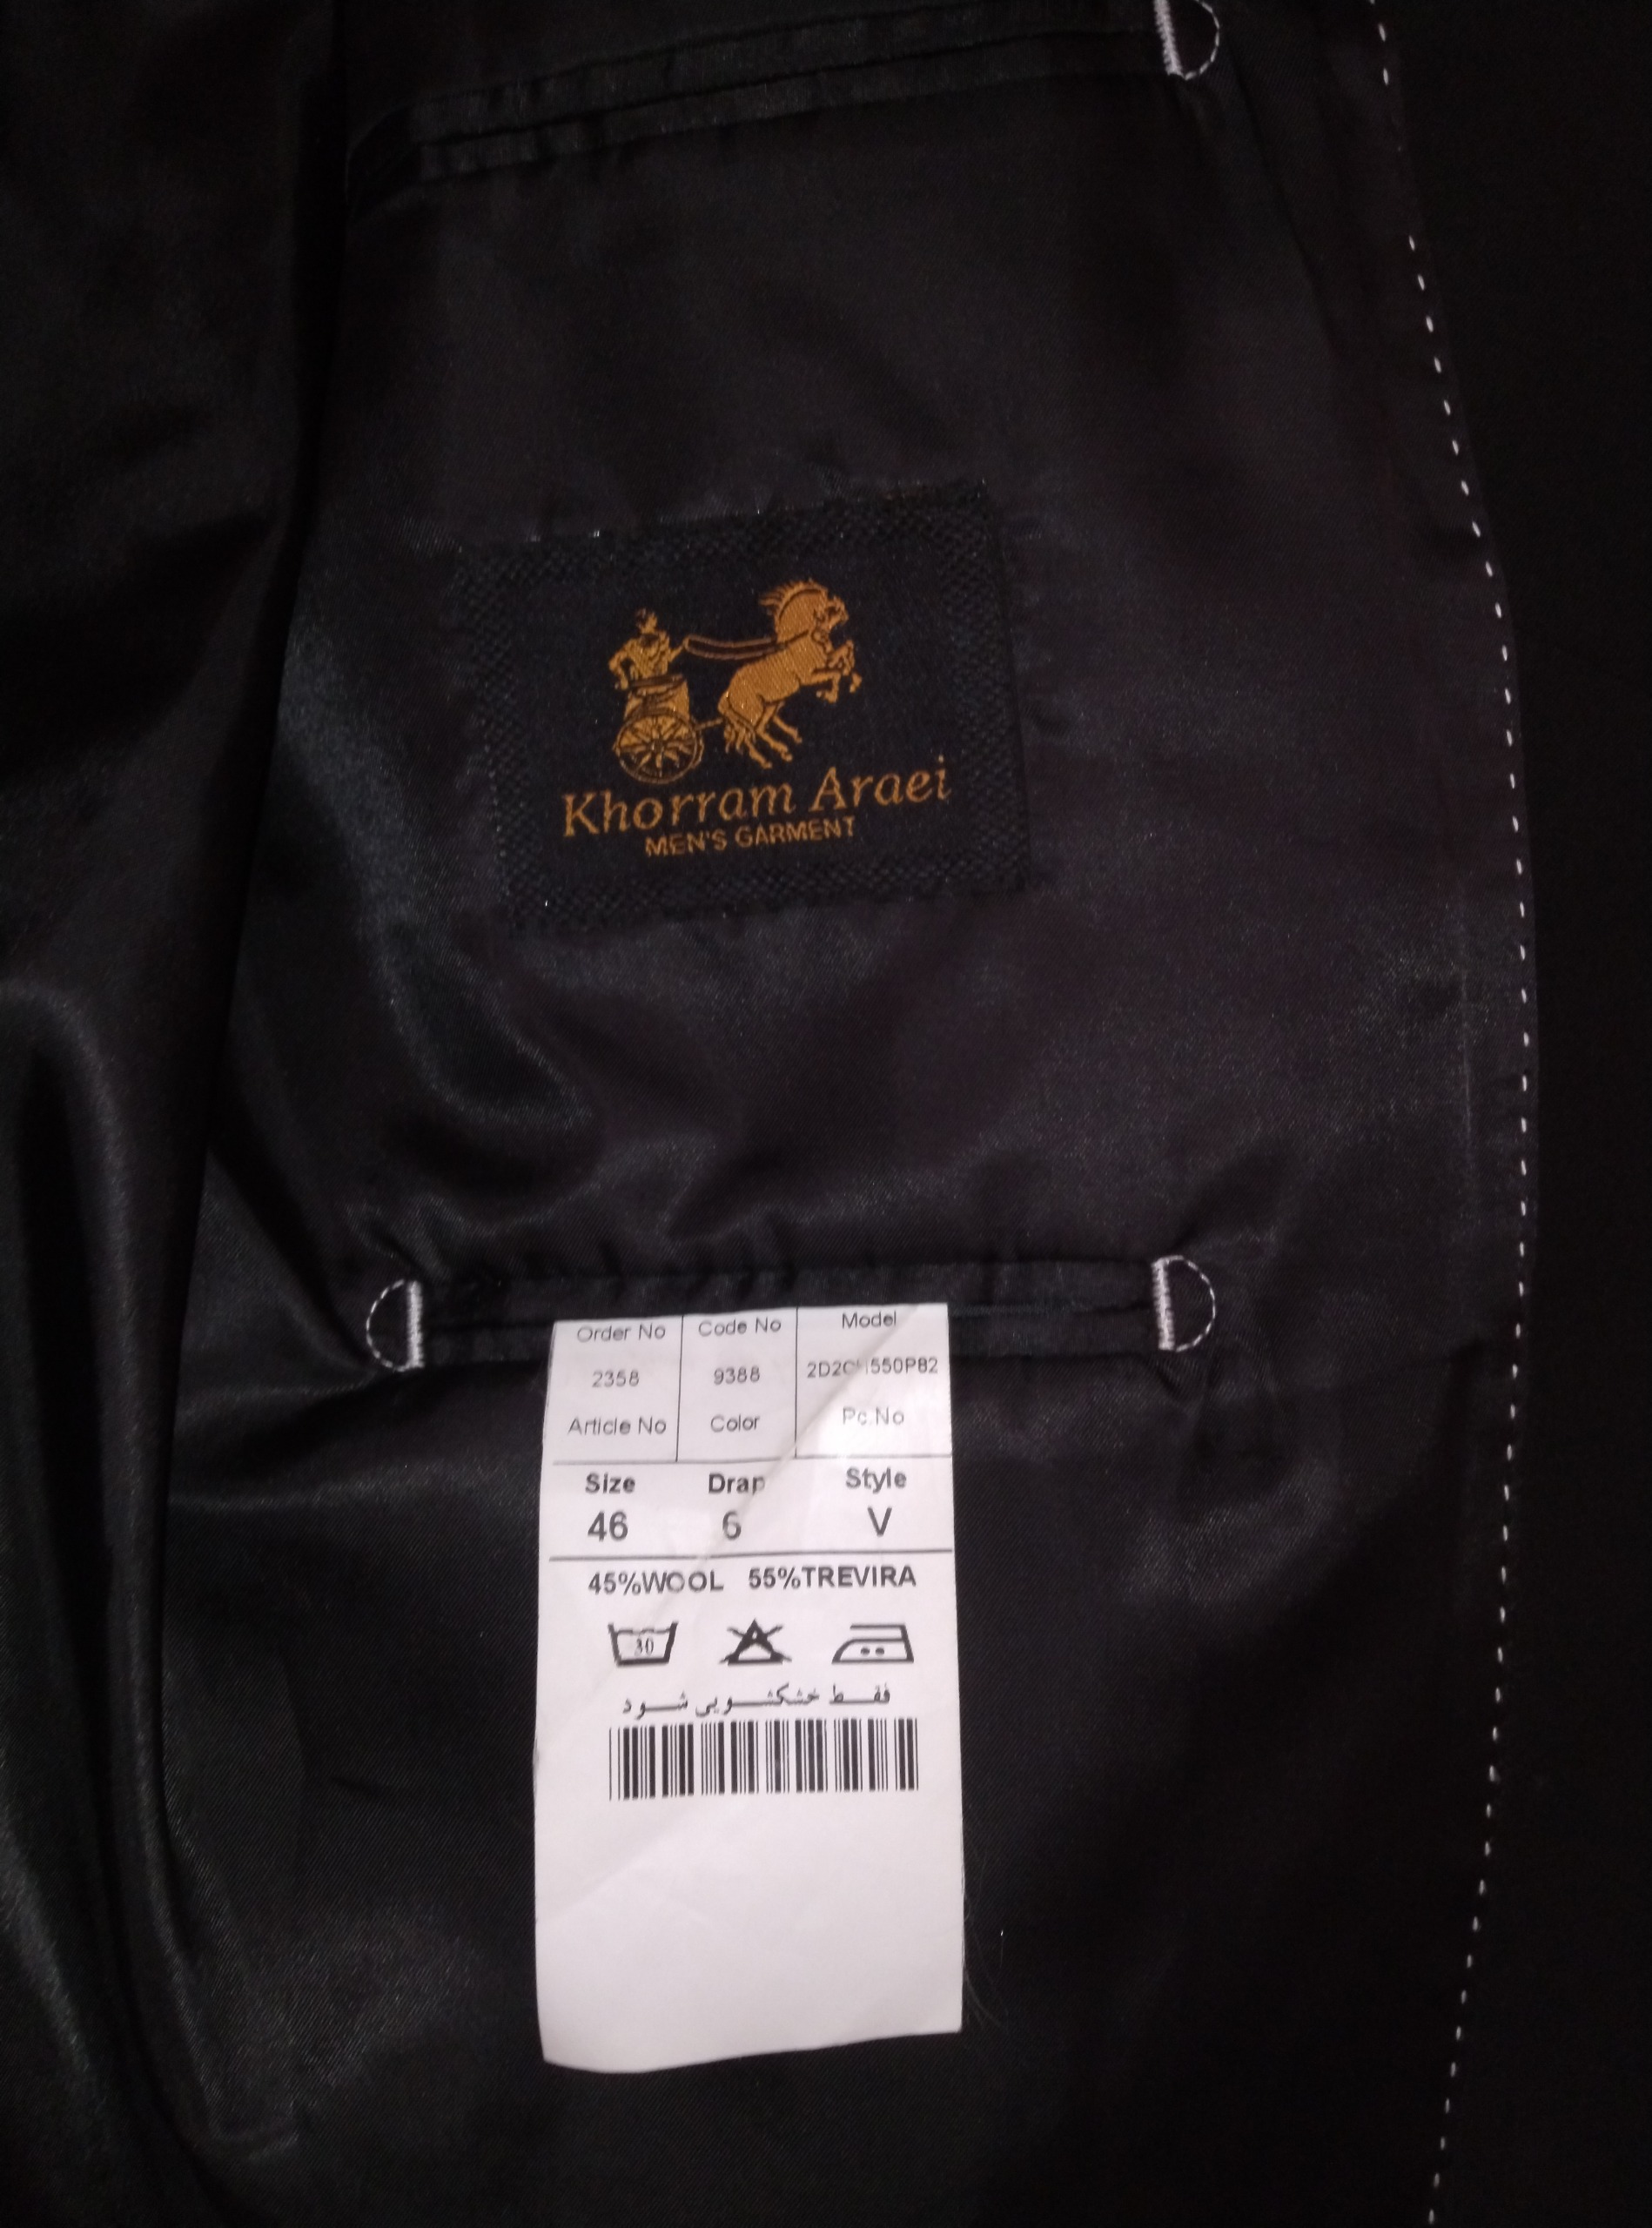 Khorram Araei
MEN'S GARMENT
Order No Code No Model
2358 9388
Article No Color Pc.No
Size Drap Style
46 6 V
45%WOOL 55%TREVIRA
30
فقط خشکشویی شود